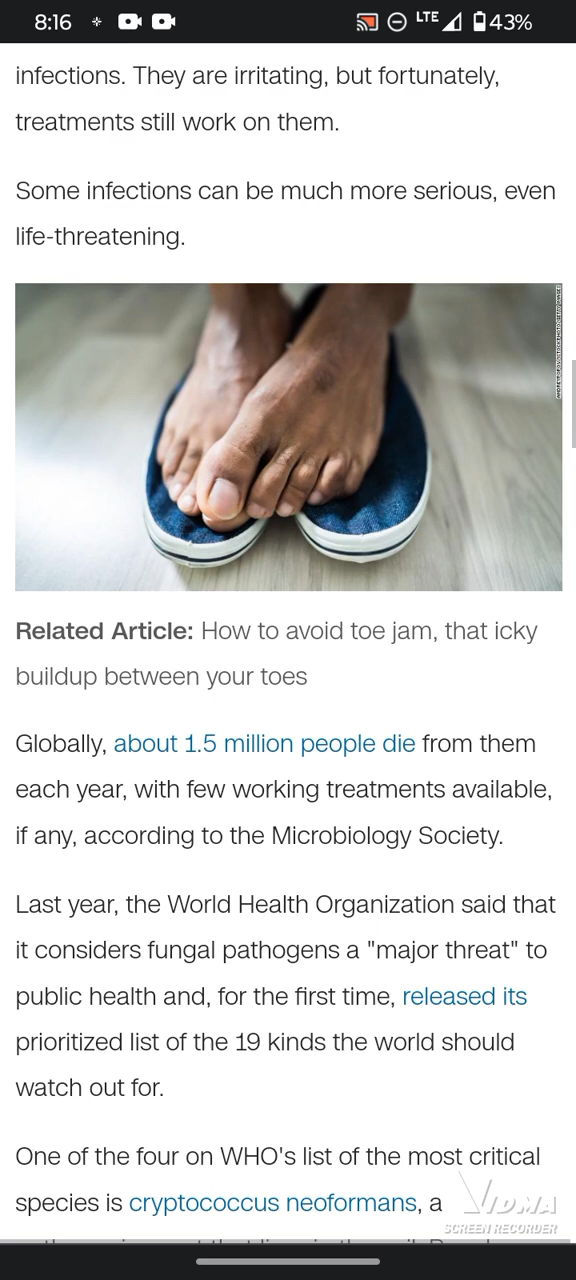 8:16
LTE 43%
infections. They are irritating, but fortunately,
treatments still work on them.
Some infections can be much more serious, even
life-threatening.
Related Article: How to avoid toe jam, that icky
buildup between your toes
Globally, about 1.5 million people die from them
each year, with few working treatments available,
if any, according to the Microbiology Society.
Last year, the World Health Organization said that
it considers fungal pathogens a "major threat" to
public health and, for the first time, released its
prioritized list of the 19 kinds the world should
watch out for.
One of the four on WHO's list of the most critical
species is cryptococcus neoformans, a
VIDMA
SCREEN RECORDER